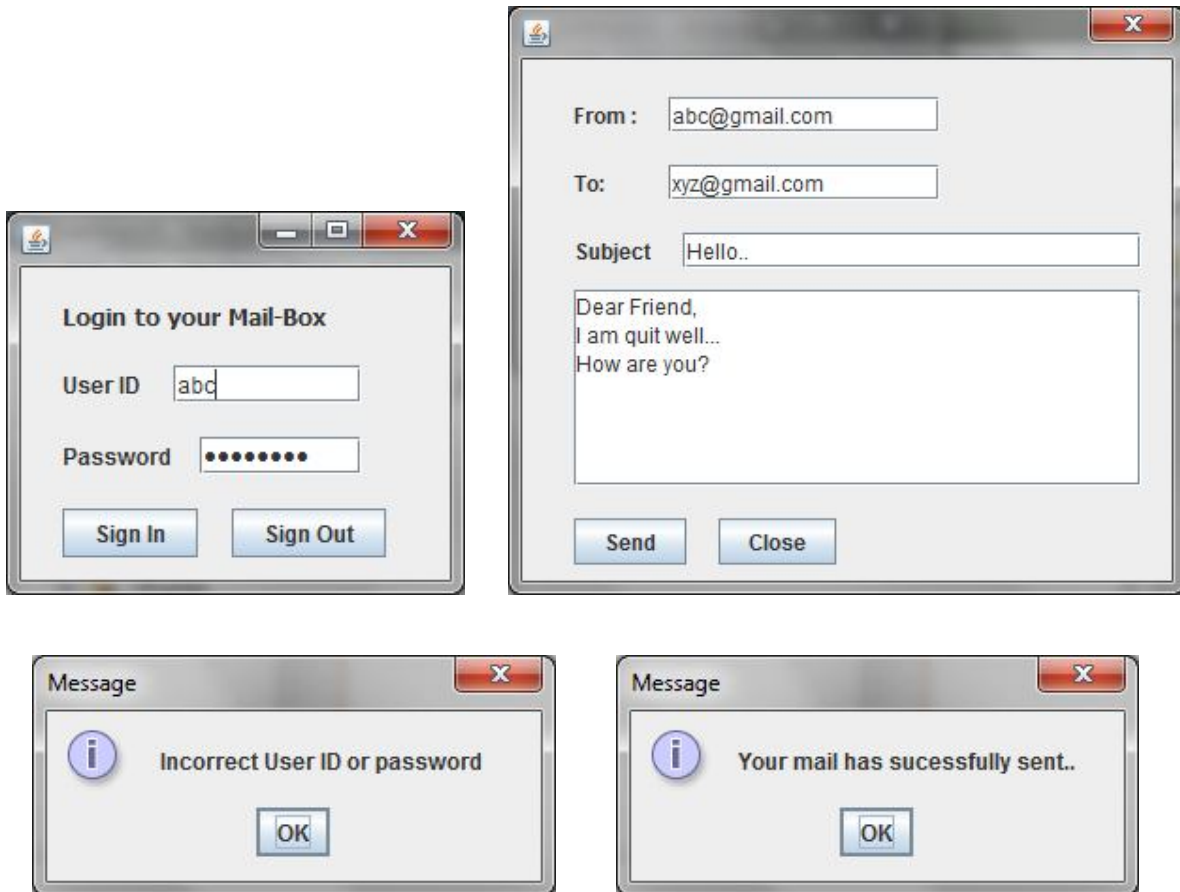 Login to your Mail-Box
User ID abc
Password ••••••••
Sign In Sign Out
From : abc@gmail.com
To: xyz@gmail.com
Subject Hello..
Dear Friend,
I am quit well...
How are you?
Send Close
Message
Incorrect User ID or password
OK
Message
Your mail has sucessfully sent..
OK